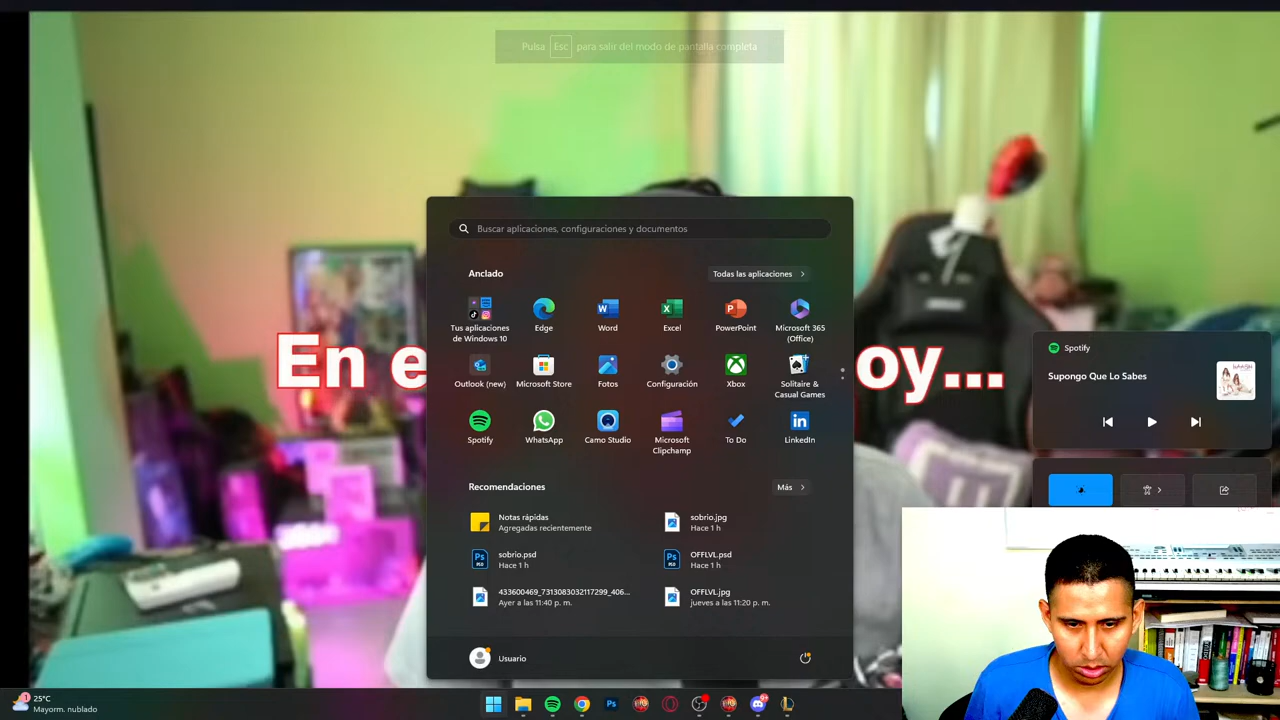 Pulsa Esc para salir del modo de pantalla completa
Buscar aplicaciones, configuraciones y documentos
Anclado
Todas las aplicaciones
Tus aplicaciones de Windows 10
Edge
Word
Excel
PowerPoint
Microsoft 365 (Office)
Outlook (new)
Microsoft Store
Fotos
Configuración
Xbox
Solitaire & Casual Games
Spotify
WhatsApp
Camo Studio
Microsoft Clipchamp
To Do
LinkedIn
Recomendaciones
Más
Notas rápidas
Agregadas recientemente
sobrio.jpg
Hace 1 h
sobrio.psd
Hace 1 h
OFFLVL.psd
Hace 1 h
433600469_7313083032117299_406...
Ayer a las 11:40 p. m.
OFFLVL.jpg
jueves a las 11:20 p. m.
Usuario
En e
oy...
Spotify
Supongo Que Lo Sabes
25°C
Mayorm. nublado